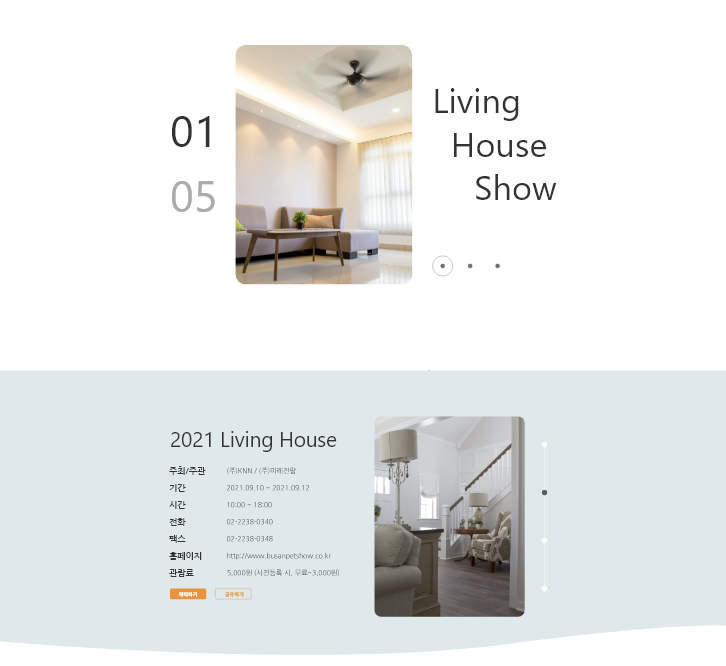 01
05
Living
House
Show
2021 Living House
주최/주관 (주)KNN / (주)미래전람
기간 2021.09.10 ~ 2021.09.12
시간 10:00 ~ 18:00
전화 02-2238-0340
팩스 02-2238-0348
홈페이지 http://www.busanpetshow.co.kr
관람료 5,000원 (사전등록 시, 무료~3,000원)
예매하기 공유하기